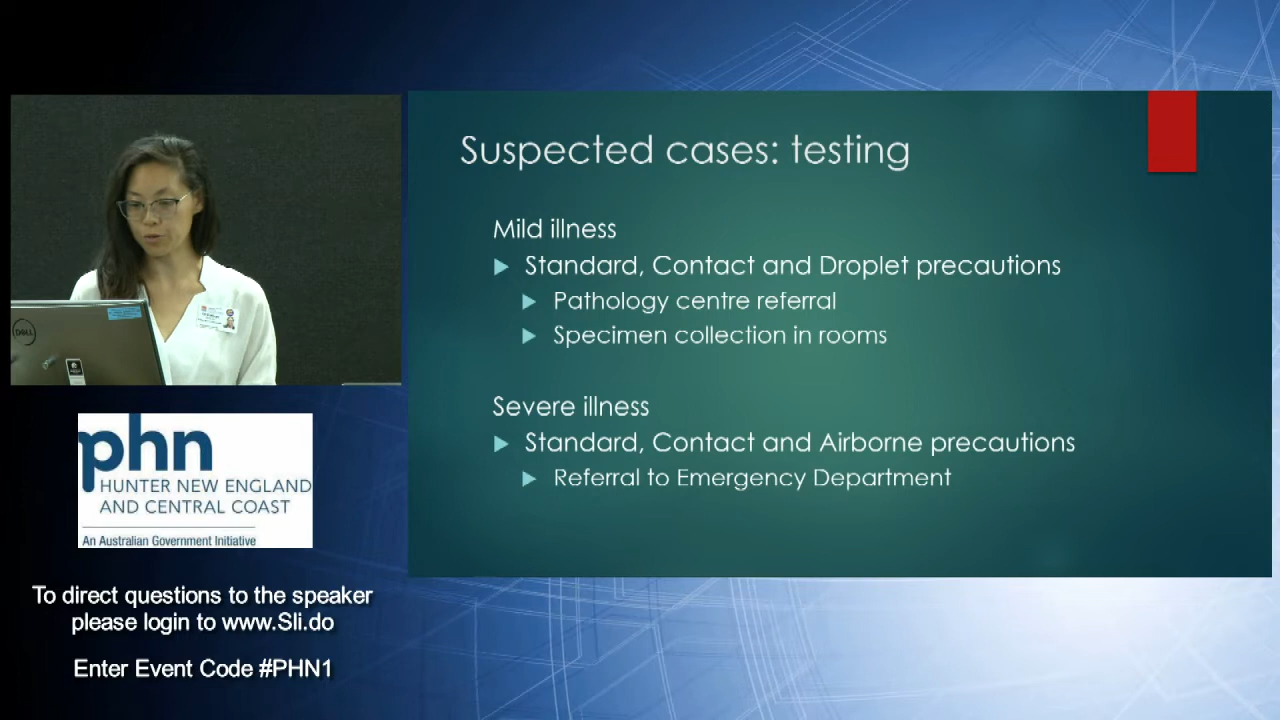 Suspected cases: testing
Mild illness
Standard, Contact and Droplet precautions
Pathology centre referral
Specimen collection in rooms
Severe illness
Standard, Contact and Airborne precautions
Referral to Emergency Department
DELL
phn
HUNTER NEW ENGLAND
AND CENTRAL COAST
An Australian Government Initiative
To direct questions to the speaker
please login to www.Sli.do
Enter Event Code #PHN1